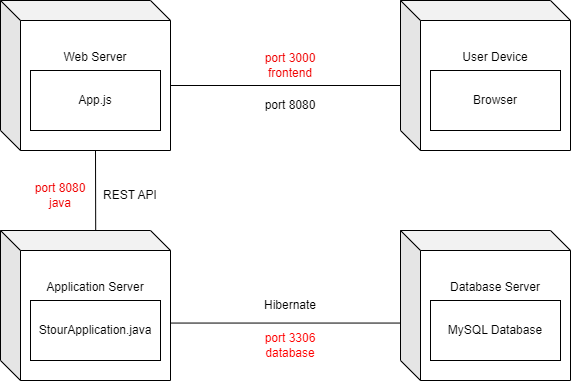 Web Server
App.js
port 3000
frontend
port 8080
User Device
Browser
port 8080
java
REST API
Application Server
StourApplication.java
Hibernate
port 3306
database
Database Server
MySQL Database